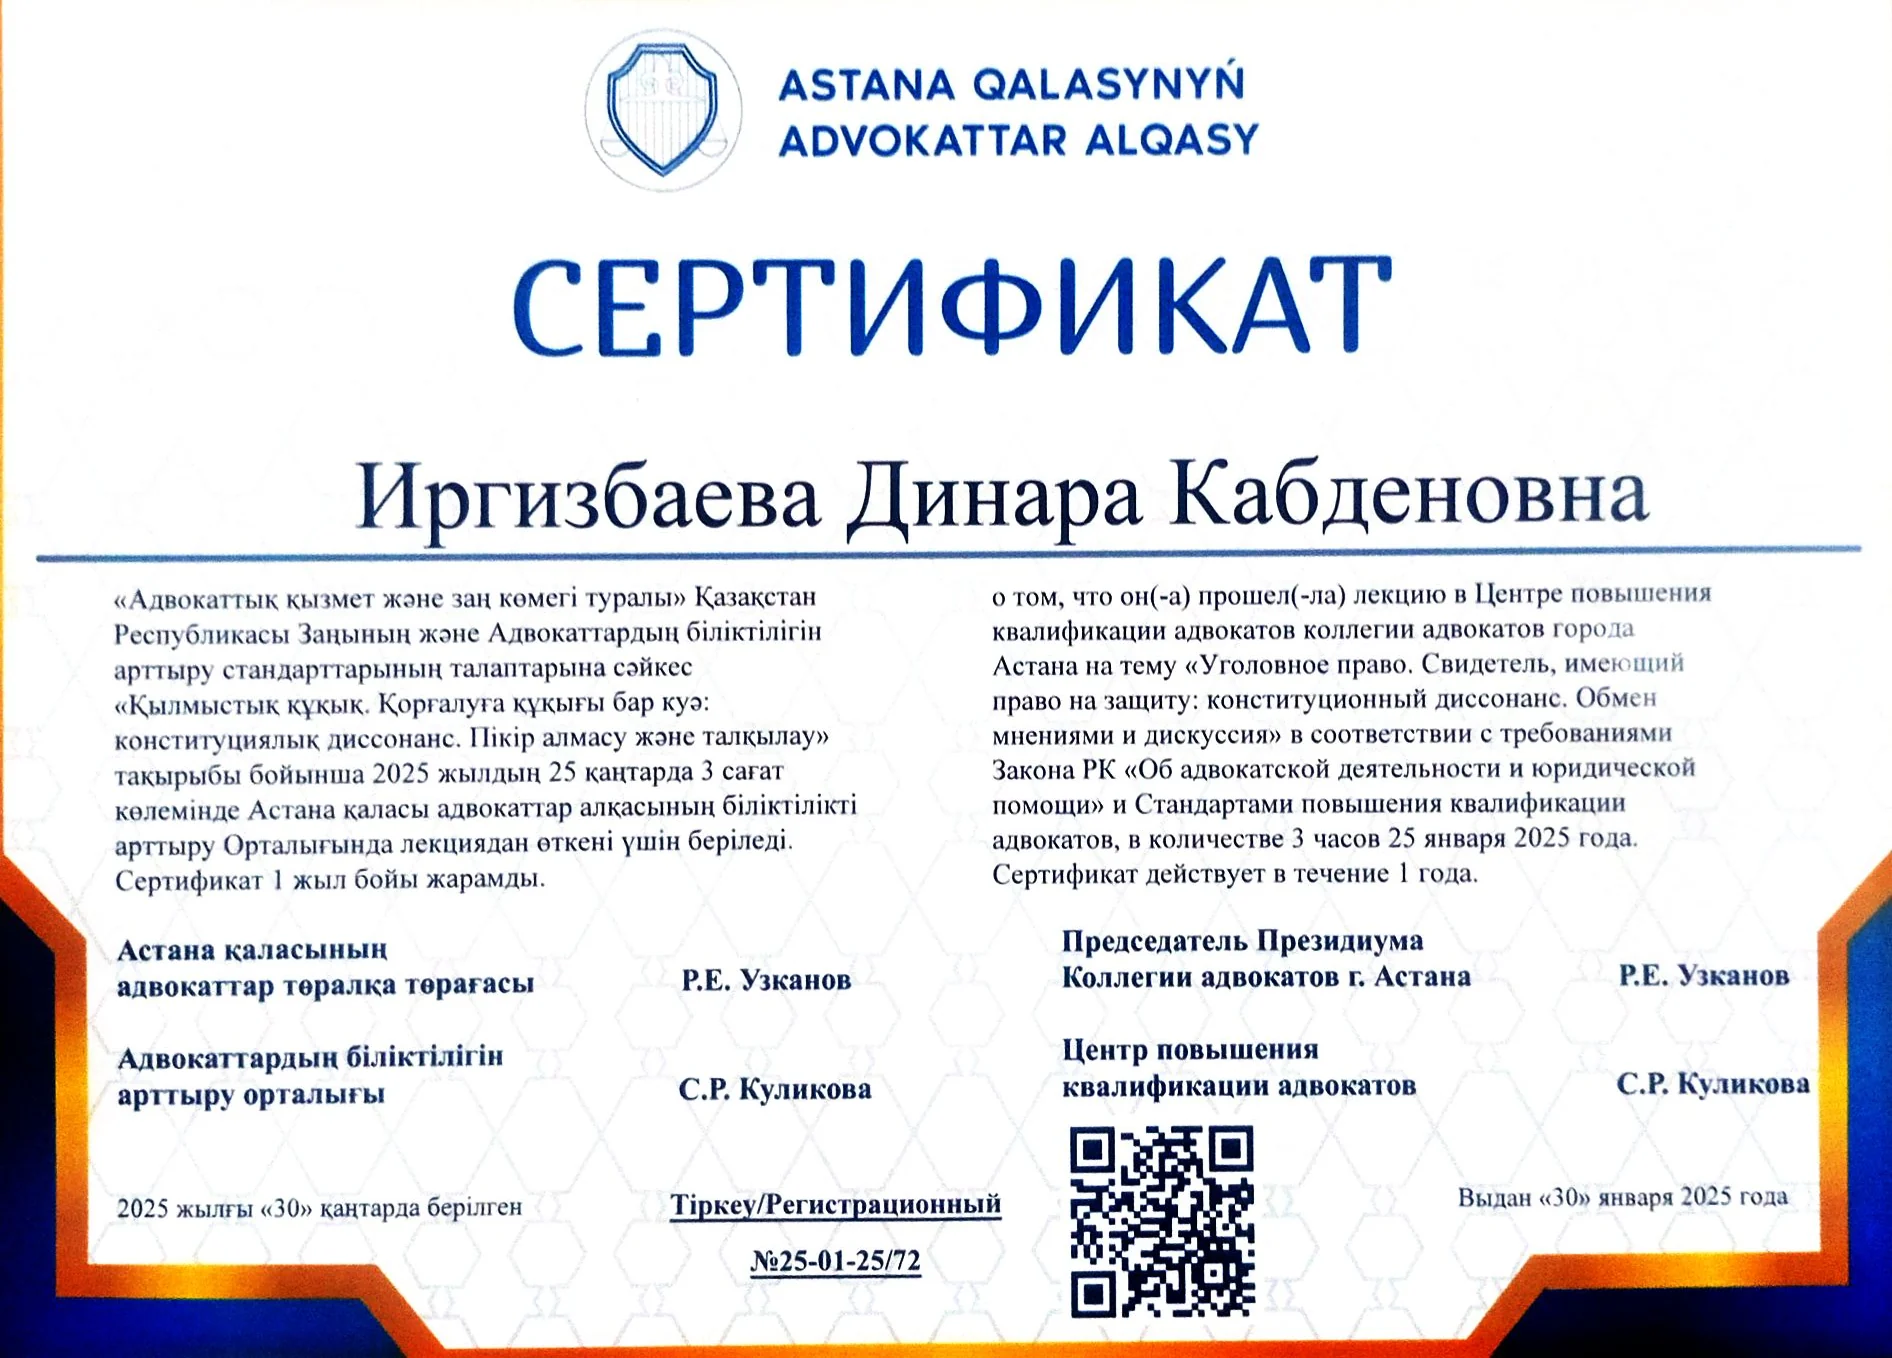 ASTANA QALASYNYŃ
ADVOKATTAR ALQASY
СЕРТИФИКАТ
Иргизбаева Динара Кабденовна
«Адвокаттық қызмет және заң көмегі туралы» Қазақстан
Республикасы Заңының және Адвокаттардың біліктілігін
арттыру стандарттарының талаптарына сәйкес
«Қылмыстық құқық. Қорғалуға құқығы бар куә:
конституциялық диссонанс. Пікір алмасу және талқылау»
тақырыбы бойынша 2025 жылдың 25 қаңтарда 3 сағат
көлемінде Астана қаласы адвокаттар алқасының біліктілікті
арттыру Орталығында лекциядан өткені үшін беріледі.
Сертификат 1 жыл бойы жарамды.
о том, что он(-а) прошел(-ла) лекцию в Центре повышения
квалификации адвокатов коллегии адвокатов города
Астана на тему «Уголовное право. Свидетель, имеющий
право на защиту: конституционный диссонанс. Обмен
мнениями и дискуссия» в соответствии с требованиями
Закона РК «Об адвокатской деятельности и юридической
помощи» и Стандартами повышения квалификации
адвокатов, в количестве 3 часов 25 января 2025 года.
Сертификат действует в течение 1 года.
Астана қаласының
адвокаттар төралқа төрағасы Р.Е. Узканов
Председатель Президиума
Коллегии адвокатов г. Астана Р.Е. Узканов
Адвокаттардың біліктілігін
арттыру орталығы С.Р. Куликова
Центр повышения
квалификации адвокатов С.Р. Куликова
2025 жылғы «30» қаңтарда берілген
Тіркеу/Регистрационный
№25-01-25/72
Выдан «30» января 2025 года